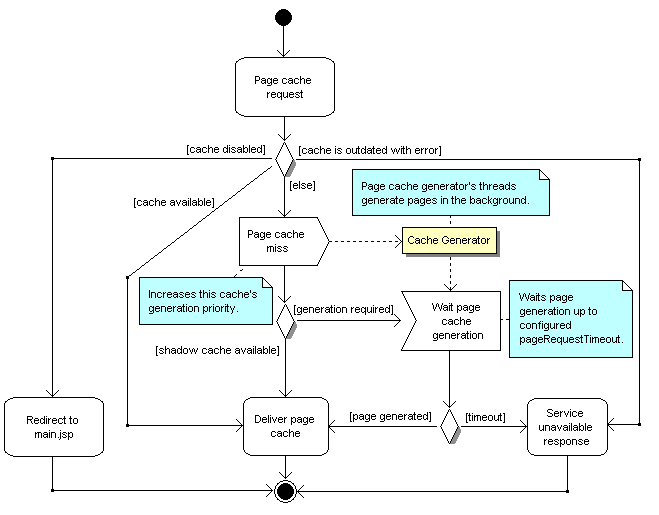 Page cache
request
[cache disabled]
[cache is outdated with error]
[else]
[cache available]
Page cache generator's threads
generate pages in the background.
Page cache
miss
Cache Generator
Increases this cache's
generation priority.
[generation required]
Wait page
cache
generation
Waits page
generation up to
configured
pageRequestTimeout.
[shadow cache available]
Redirect to
main.jsp
Deliver page
cache
[page generated]
[timeout]
Service
unavailable
response